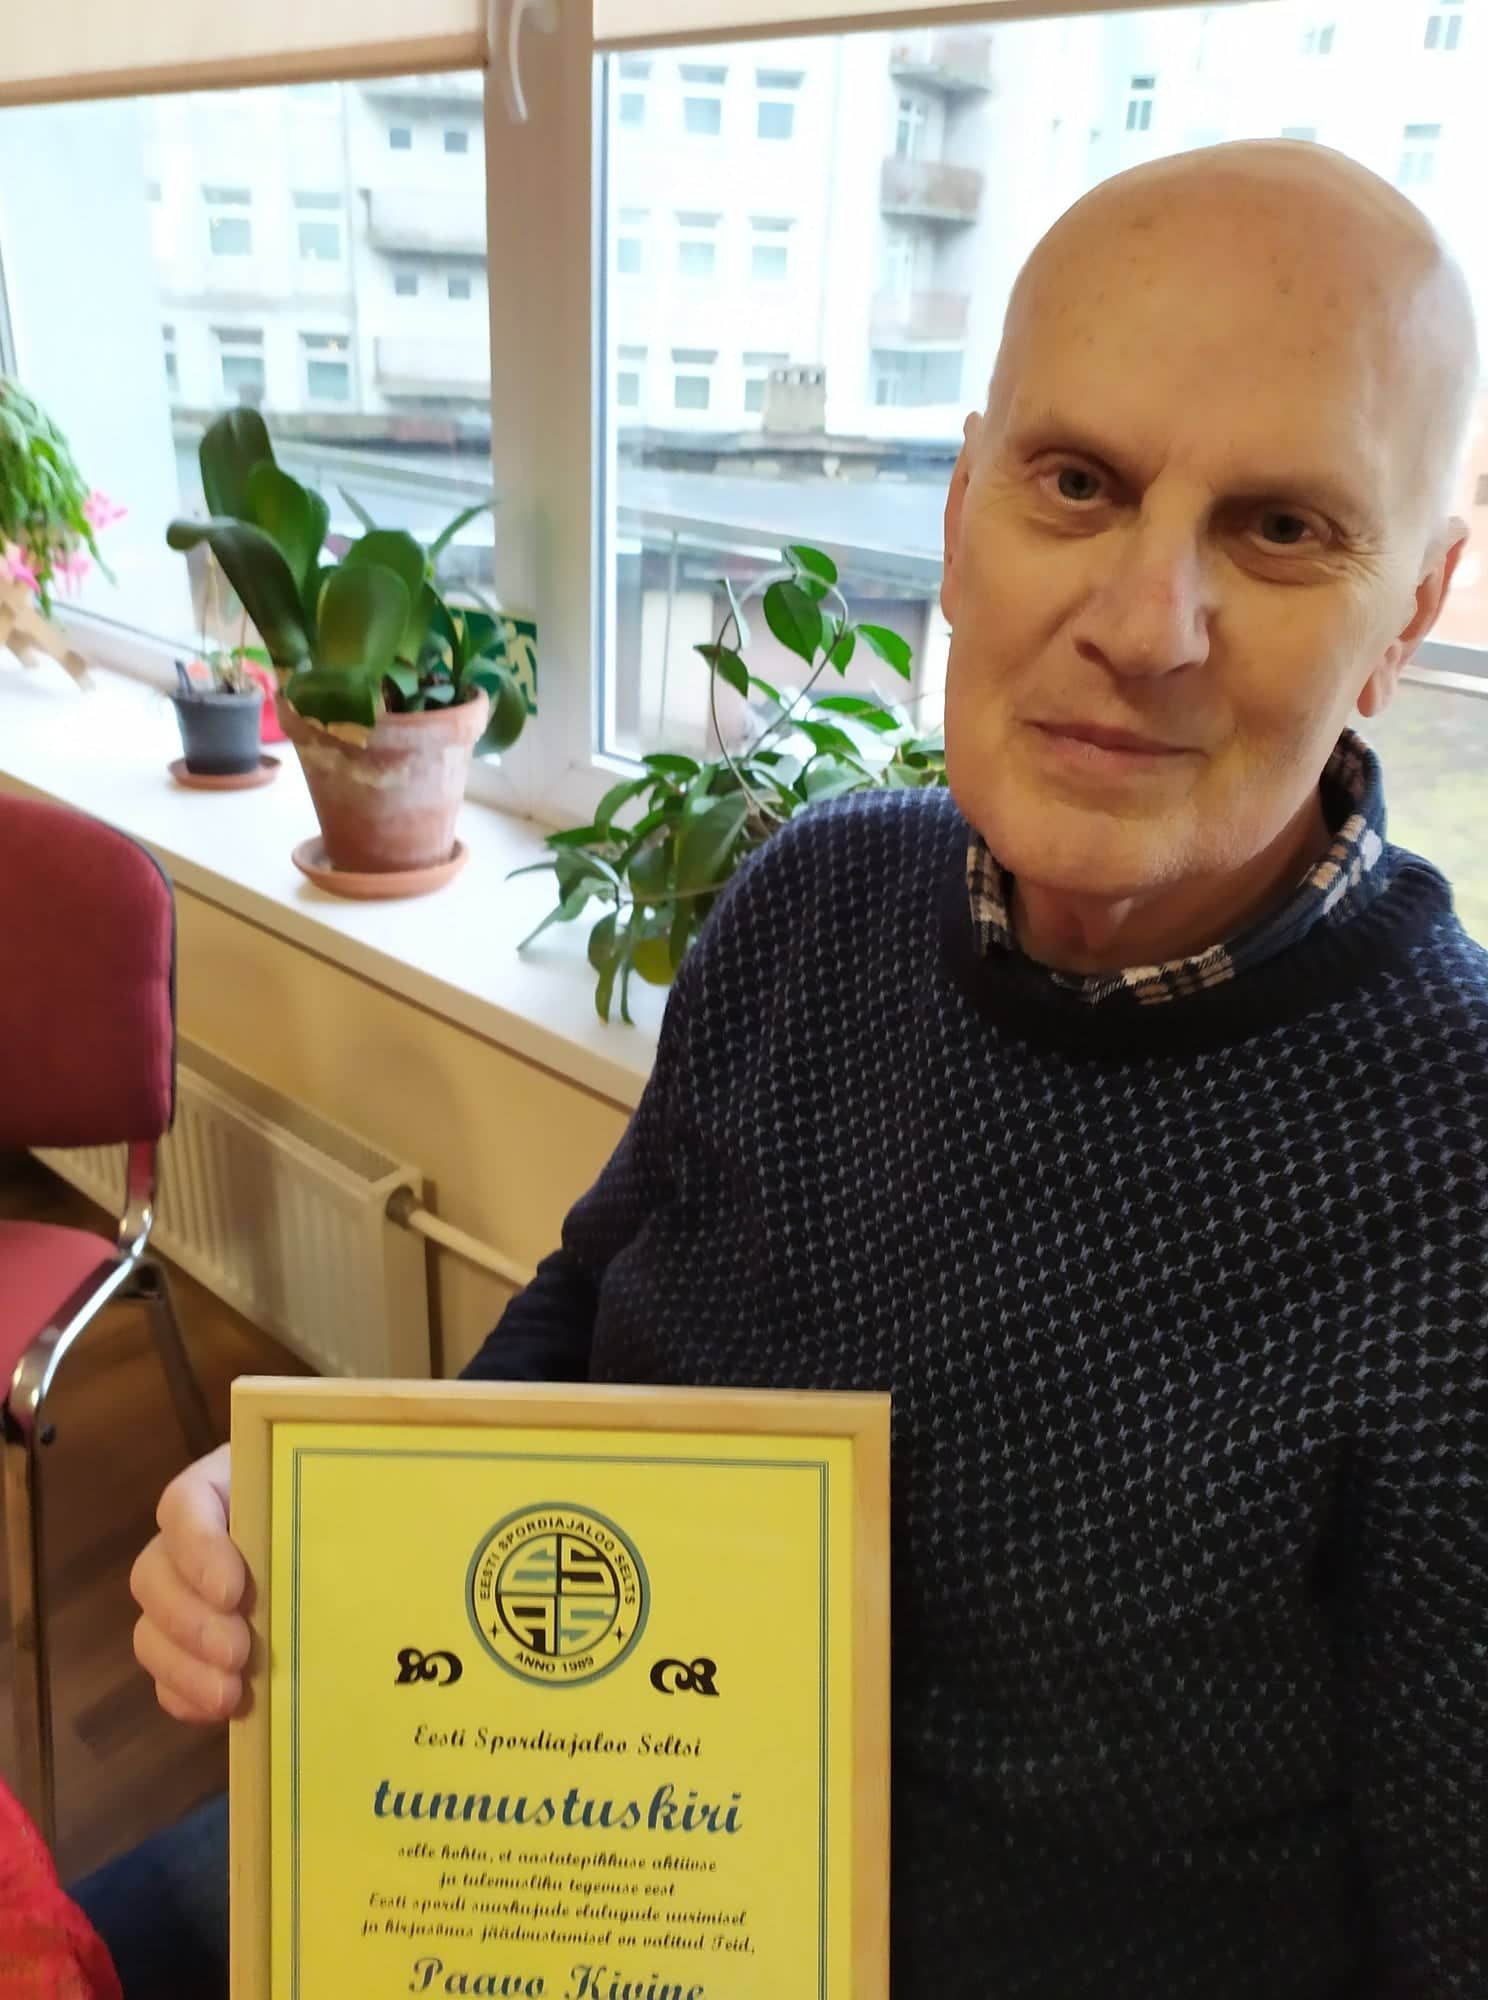 EESTI SPORDIAJALOO SELTS
ESAS
ANNO 1989
Eesti Spordiajaloo Seltsi
tunnustuskiri
selle kohta, et aastatepikkuse aktiivse
ja tulemusliku tegevuse eest
Eesti spordi suurkujude elulugude uurimisel
ja kirjasõnas jäädvustamisel on valitud Teid,
Paavo Kivine